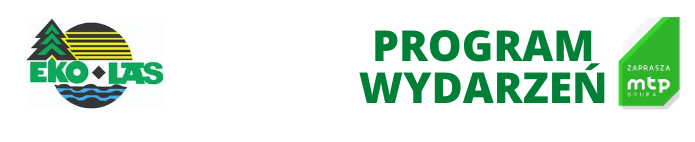 EKO LAS
PROGRAM
WYDARZEŃ
ZAPRASZA
mtp
GRUPA